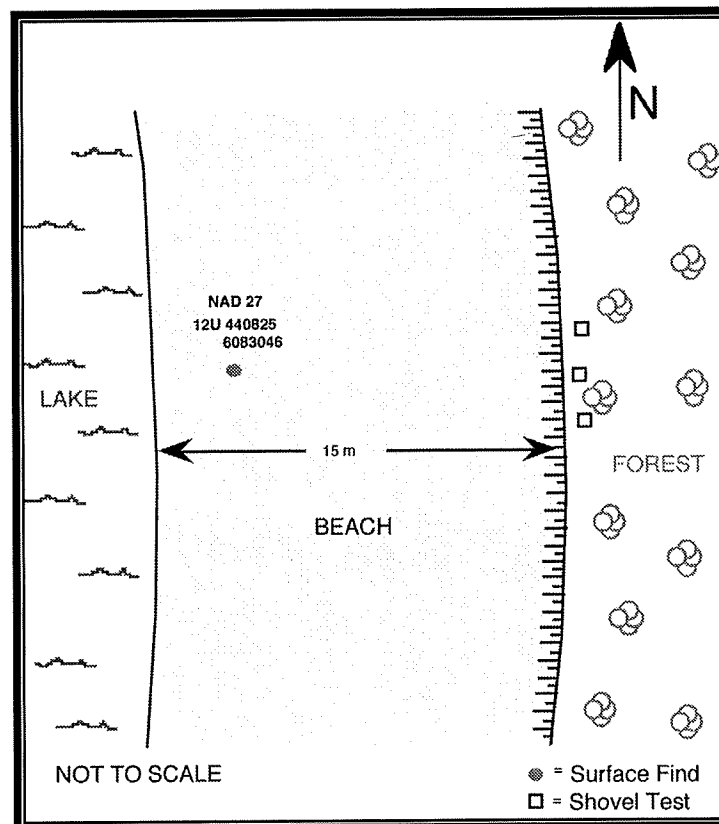 N
NAD 27
12U 440825
6083046
LAKE
15 m
FOREST
BEACH
NOT TO SCALE
= Surface Find
= Shovel Test